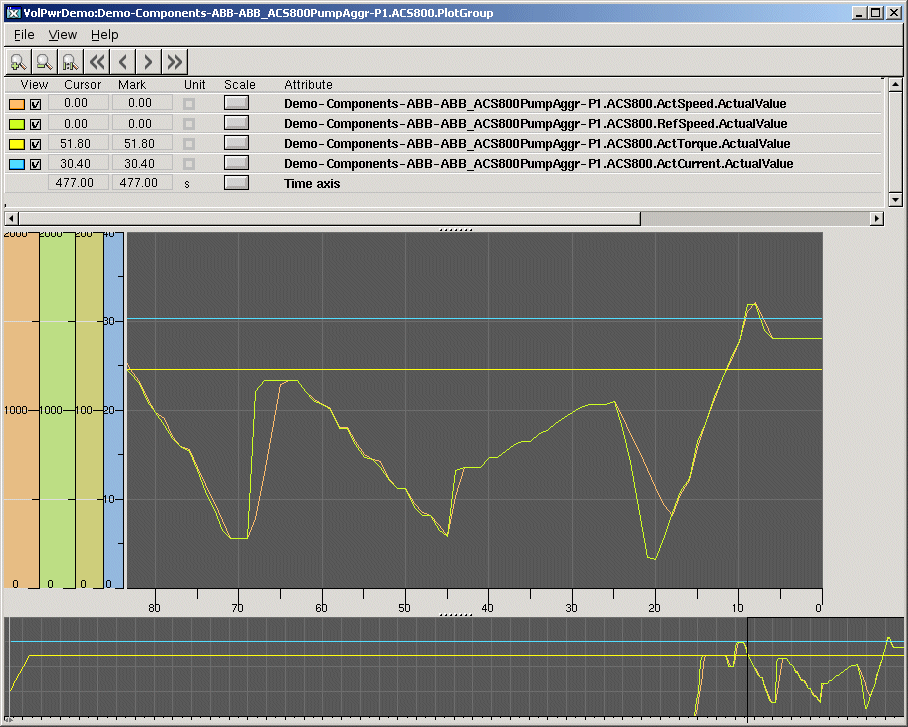 VolPwrDemo:Demo-Components-ABB-ABB_ACS800PumpAggr-P1.ACS800.PlotGroup
File View Help
View Cursor Mark Unit Scale Attribute
0.00 0.00 Demo-Components-ABB-ABB_ACS800PumpAggr-P1.ACS800.ActSpeed.ActualValue
0.00 0.00 Demo-Components-ABB-ABB_ACS800PumpAggr-P1.ACS800.RefSpeed.ActualValue
51.80 51.80 Demo-Components-ABB-ABB_ACS800PumpAggr-P1.ACS800.ActTorque.ActualValue
30.40 30.40 Demo-Components-ABB-ABB_ACS800PumpAggr-P1.ACS800.ActCurrent.ActualValue
477.00 477.00 s Time axis
2000 2000 200 40
30
1000 1000 100 20
10
0 0 0 0
80 70 60 50 40 30 20 10 0